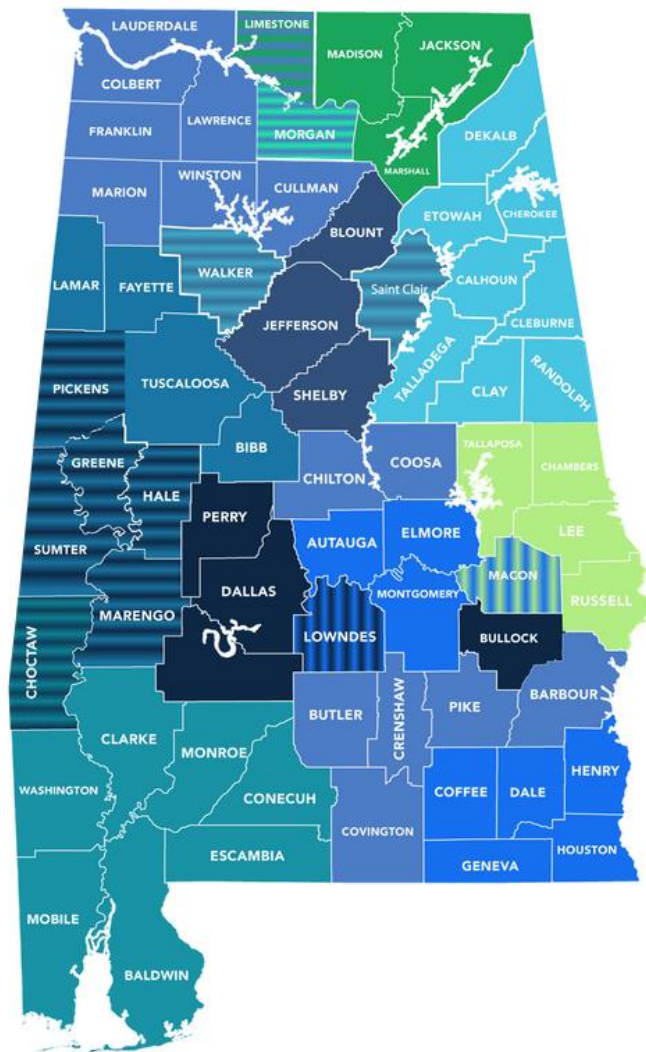 LAUDERDALE
LIMESTONE
MADISON
JACKSON
COLBERT
FRANKLIN
LAWRENCE
MORGAN
MARSHALL
DEKALB
MARION
WINSTON
CULLMAN
BLOUNT
ETOWAH
CHEROKEE
LAMAR
FAYETTE
WALKER
Saint Clair
CALHOUN
JEFFERSON
CLEBURNE
PICKENS
TUSCALOOSA
SHELBY
TALLADEGA
CLAY
RANDOLPH
GREENE
BIBB
HALE
CHILTON
COOSA
TALLAPOSA
CHAMBERS
SUMTER
PERRY
AUTAUGA
ELMORE
LEE
MARENGO
DALLAS
LOWNDES
MONTGOMERY
MACON
RUSSELL
CHOCTAW
BULLOCK
CLARKE
MONROE
BUTLER
CRENSHAW
PIKE
BARBOUR
WASHINGTON
CONECUH
COVINGTON
COFFEE
DALE
HENRY
ESCAMBIA
GENEVA
HOUSTON
MOBILE
BALDWIN